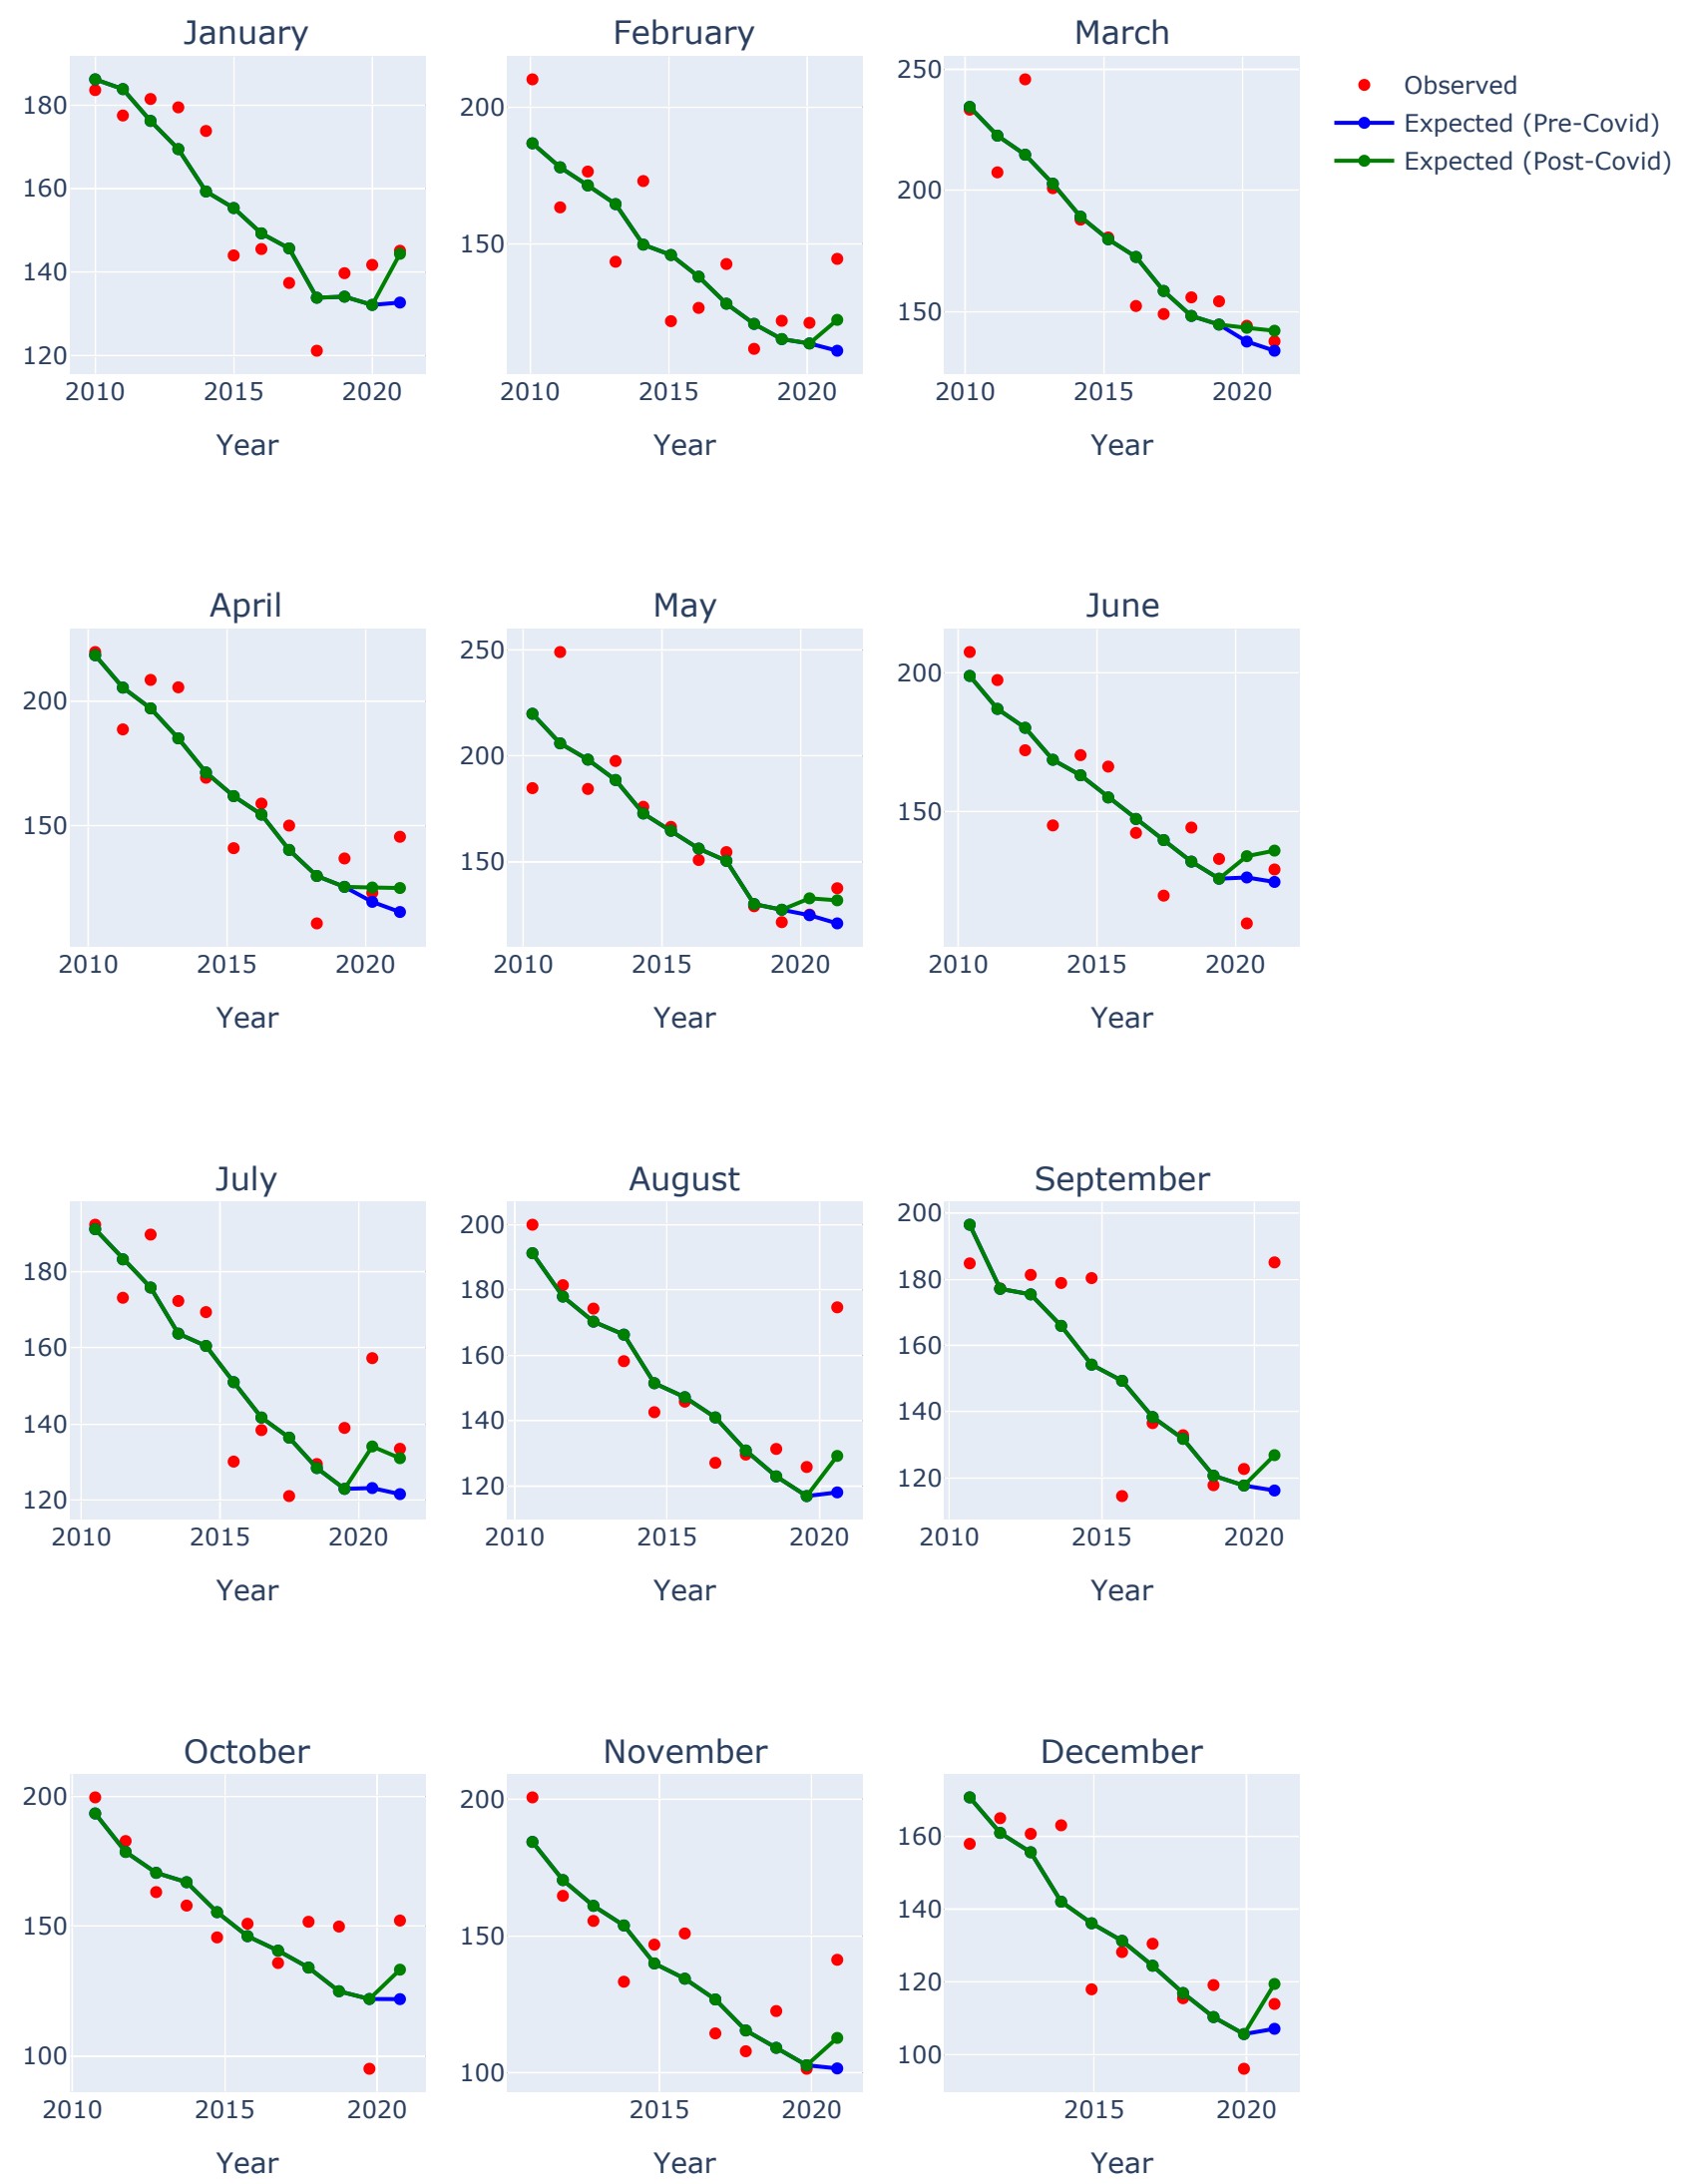 January February March
250
200
150
2010 2015 2020
Year
180
160
140
120
2010 2015 2020
Year
200
150
2010 2015 2020
Year
Observed
Expected (Pre-Covid)
Expected (Post-Covid)
April May June
200
150
2010 2015 2020
Year
250
200
150
2010 2015 2020
Year
200
150
2010 2015 2020
Year
July August September
180
160
140
120
2010 2015 2020
Year
200
180
160
140
120
2010 2015 2020
Year
200
180
160
140
120
2010 2015 2020
Year
October November December
200
150
100
2010 2015 2020
Year
200
150
100
2015 2020
Year
160
140
120
100
2015 2020
Year